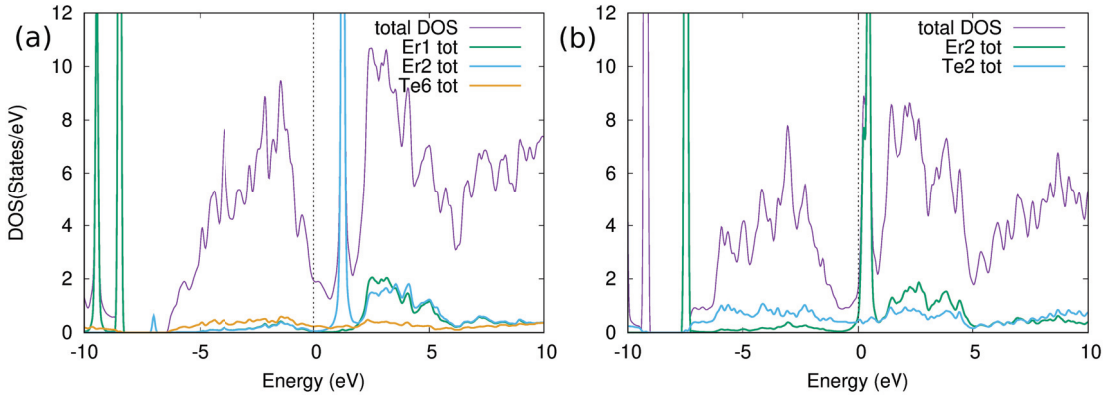 (a)
total DOS
Er1 tot
Er2 tot
Te6 tot
DOS(States/eV)
12
10
8
6
4
2
0
-10
-5
0
5
10
Energy (eV)
(b)
total DOS
Er2 tot
Te2 tot
12
10
8
6
4
2
0
-10
-5
0
5
10
Energy (eV)